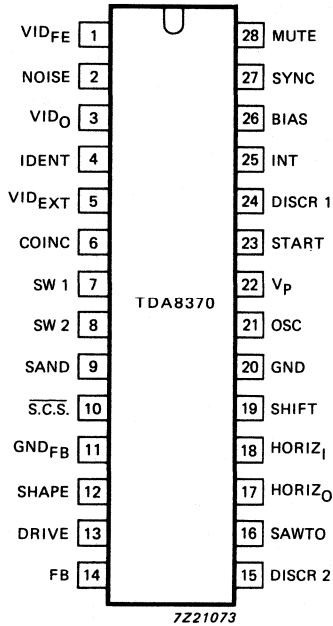 VIDFE 1 28 MUTE
NOISE 2 27 SYNC
VIDO 3 26 BIAS
IDENT 4 25 INT
VIDEXT 5 24 DISCR 1
COINC 6 23 START
SW 1 7 TDA8370 22 VP
SW 2 8 21 OSC
SAND 9 20 GND
S.C.S. 10 19 SHIFT
GNDFB 11 18 HORIZI
SHAPE 12 17 HORIZO
DRIVE 13 16 SAWTO
FB 14 15 DISCR 2
7Z21073